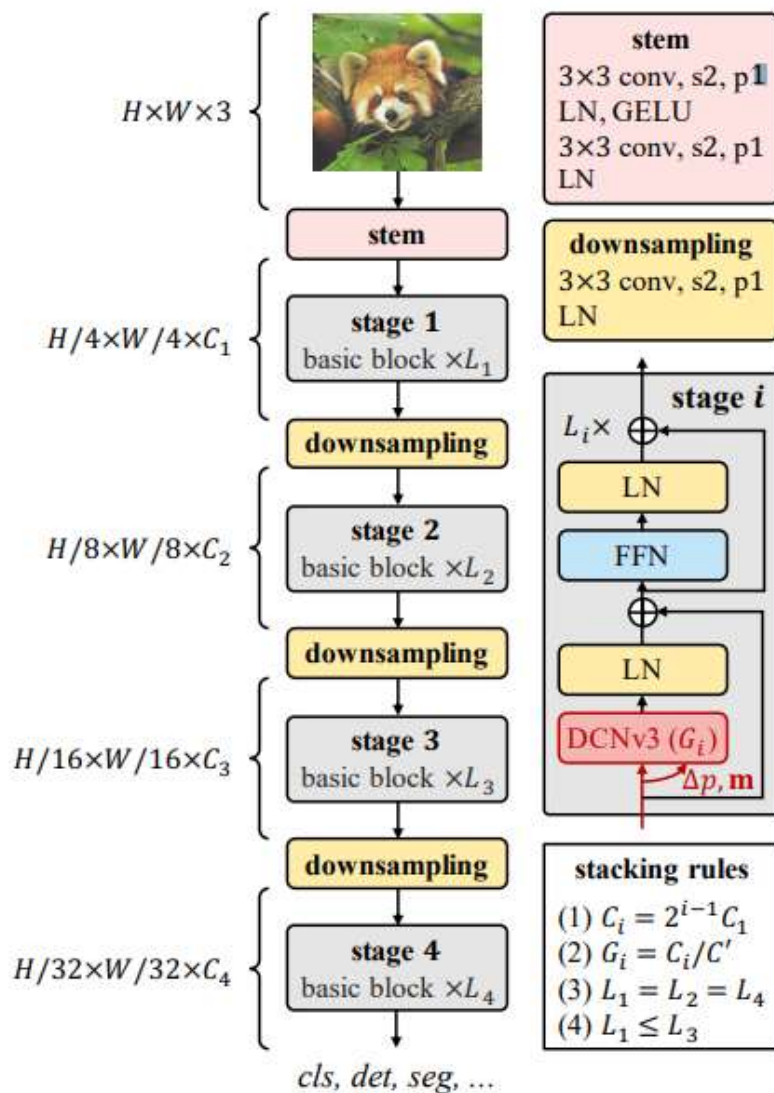 H×W×3
stem
H/4×W/4×C₁
stage 1
basic block ×L₁
downsampling
H/8×W/8×C₂
stage 2
basic block ×L₂
downsampling
H/16×W/16×C₃
stage 3
basic block ×L₃
downsampling
H/32×W/32×C₄
stage 4
basic block ×L₄
cls, det, seg, ...
stem
3×3 conv, s2, p1
LN, GELU
3×3 conv, s2, p1
LN
downsampling
3×3 conv, s2, p1
LN
stage i
Lᵢ×
LN
FFN
LN
DCNv3 (Gᵢ)
Δp, m
stacking rules
(1) Cᵢ = 2ⁱ⁻¹C₁
(2) Gᵢ = Cᵢ/C′
(3) L₁ = L₂ = L₄
(4) L₁ ≤ L₃